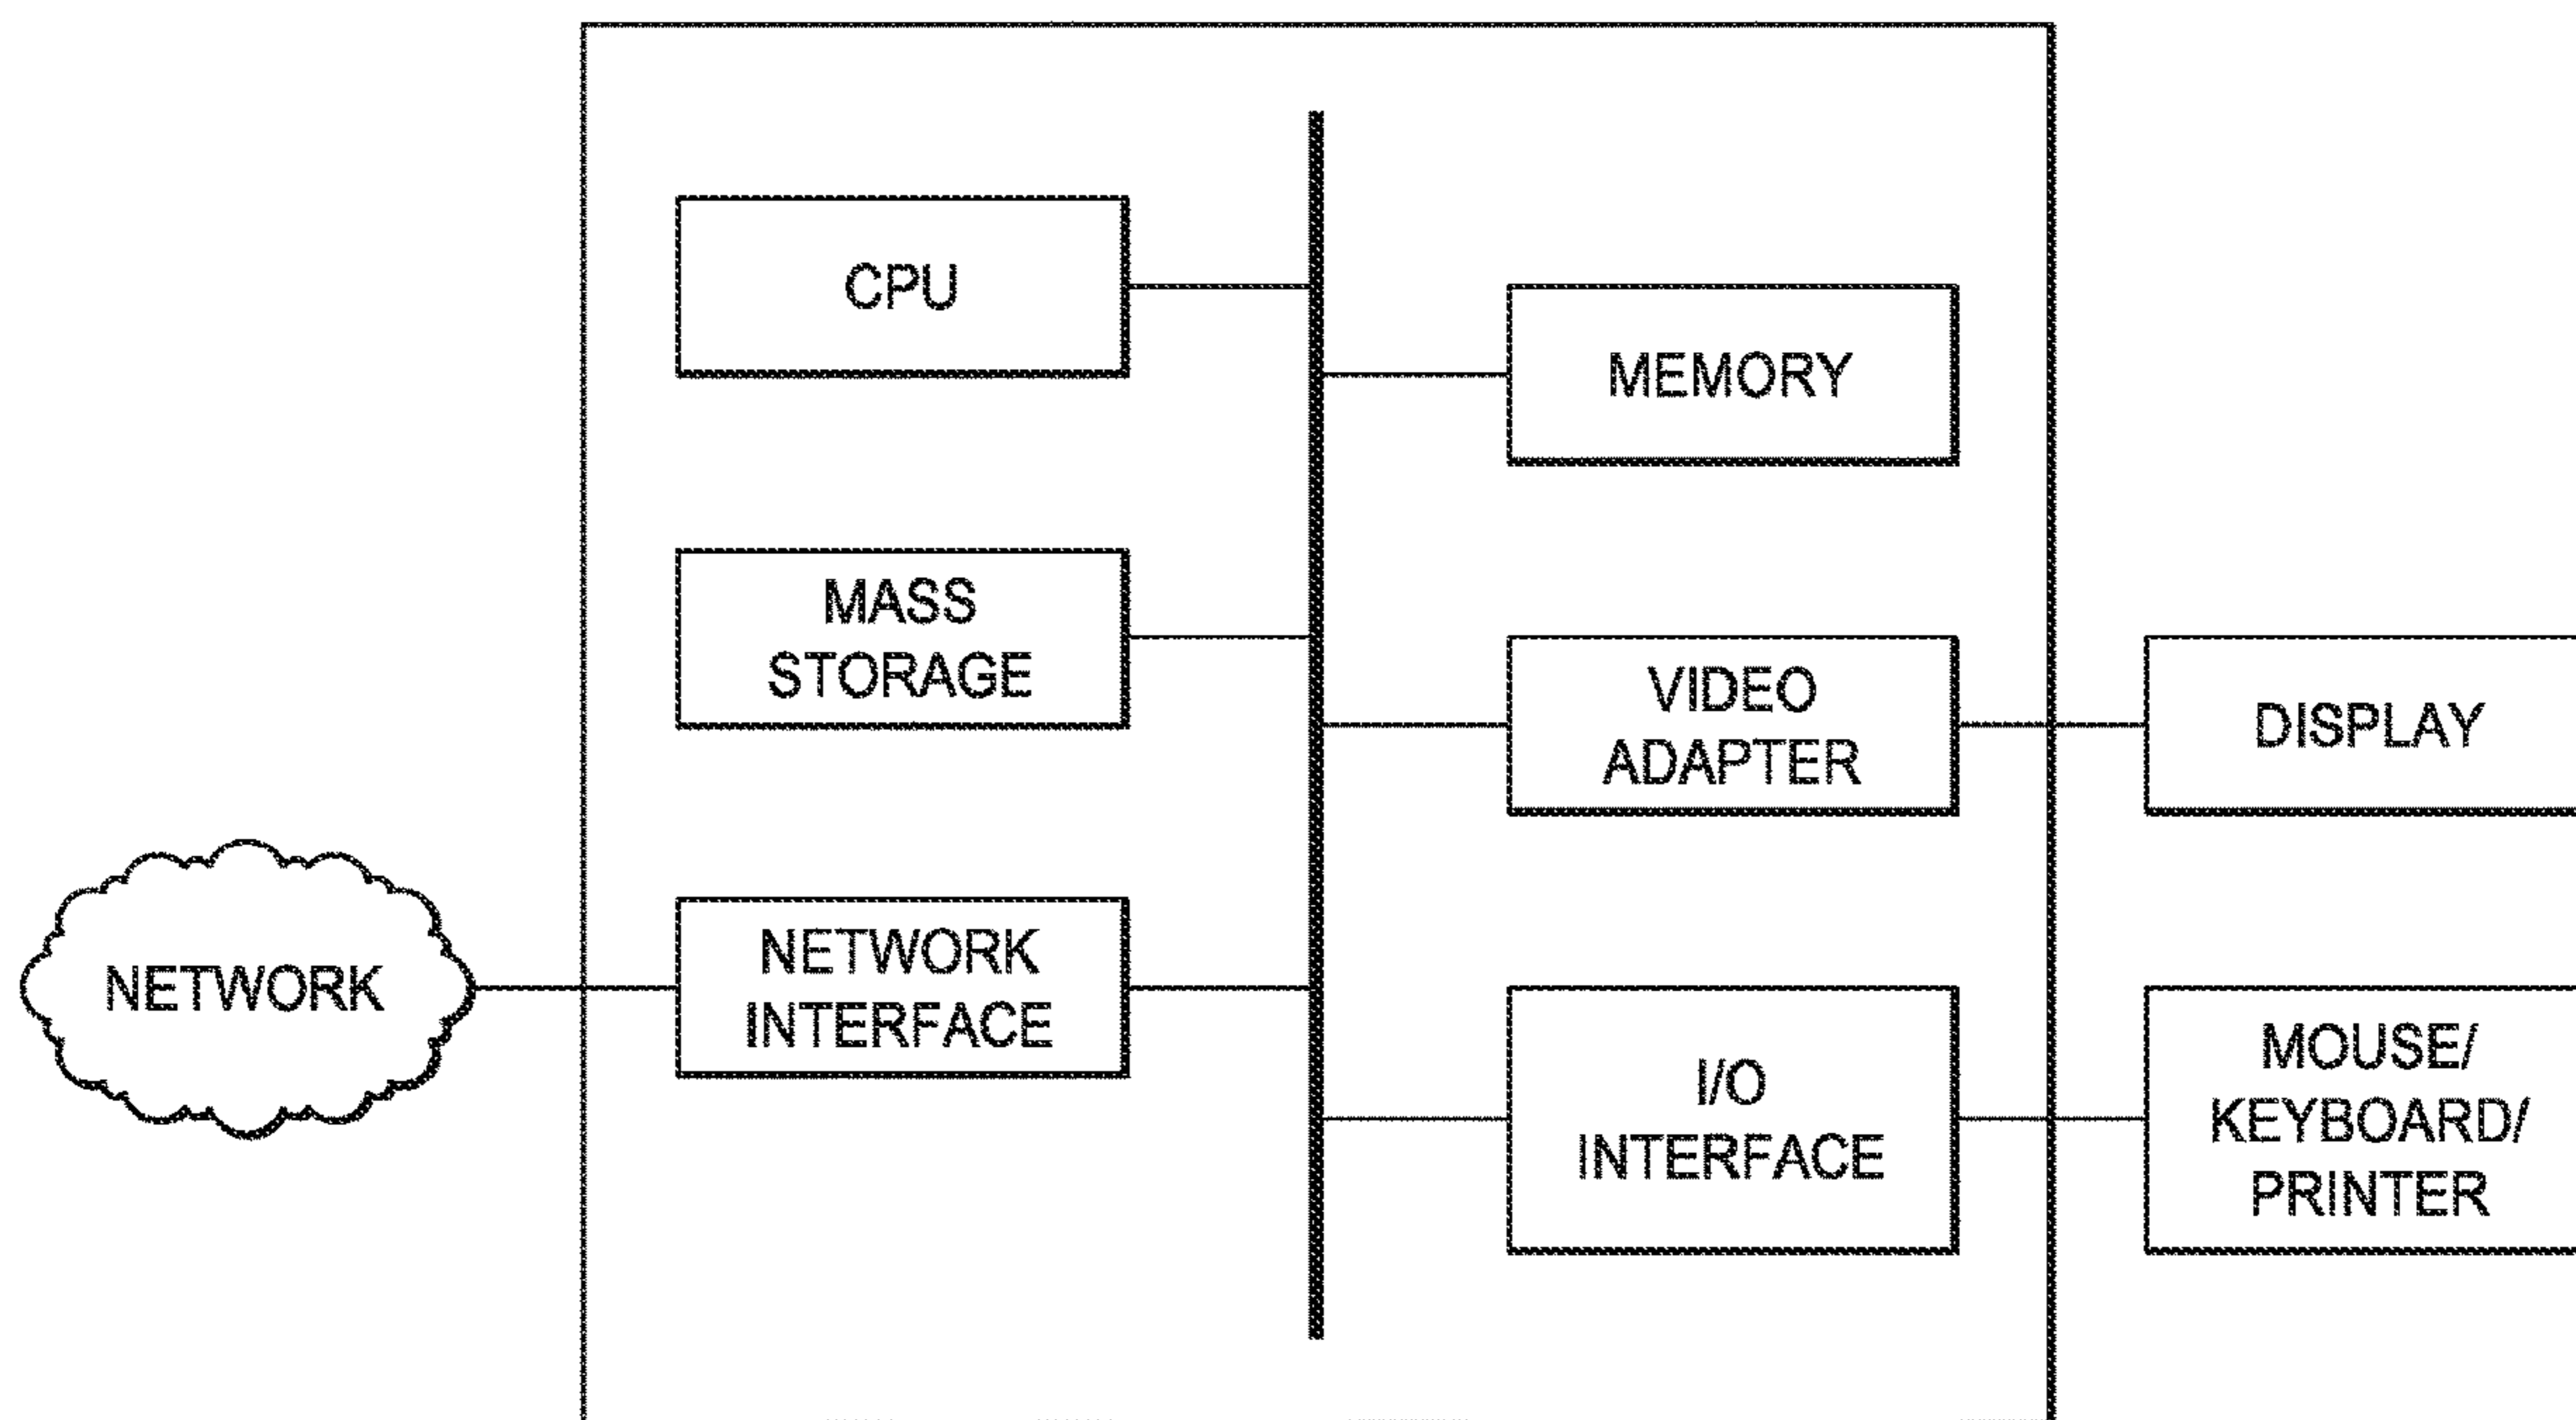 CPU
MEMORY
MASS
STORAGE
VIDEO
ADAPTER
DISPLAY
NETWORK
NETWORK
INTERFACE
I/O
INTERFACE
MOUSE/
KEYBOARD/
PRINTER